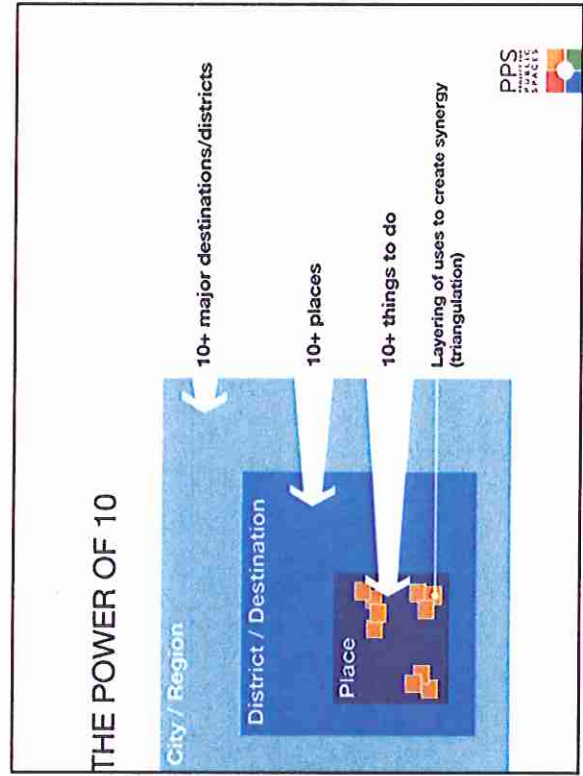 THE POWER OF 10
City / Region
10+ major destinations/districts
District / Destination
10+ places
Place
10+ things to do
Layering of uses to create synergy
(triangulation)
PPS
PROJECT FOR
PUBLIC
SPACES